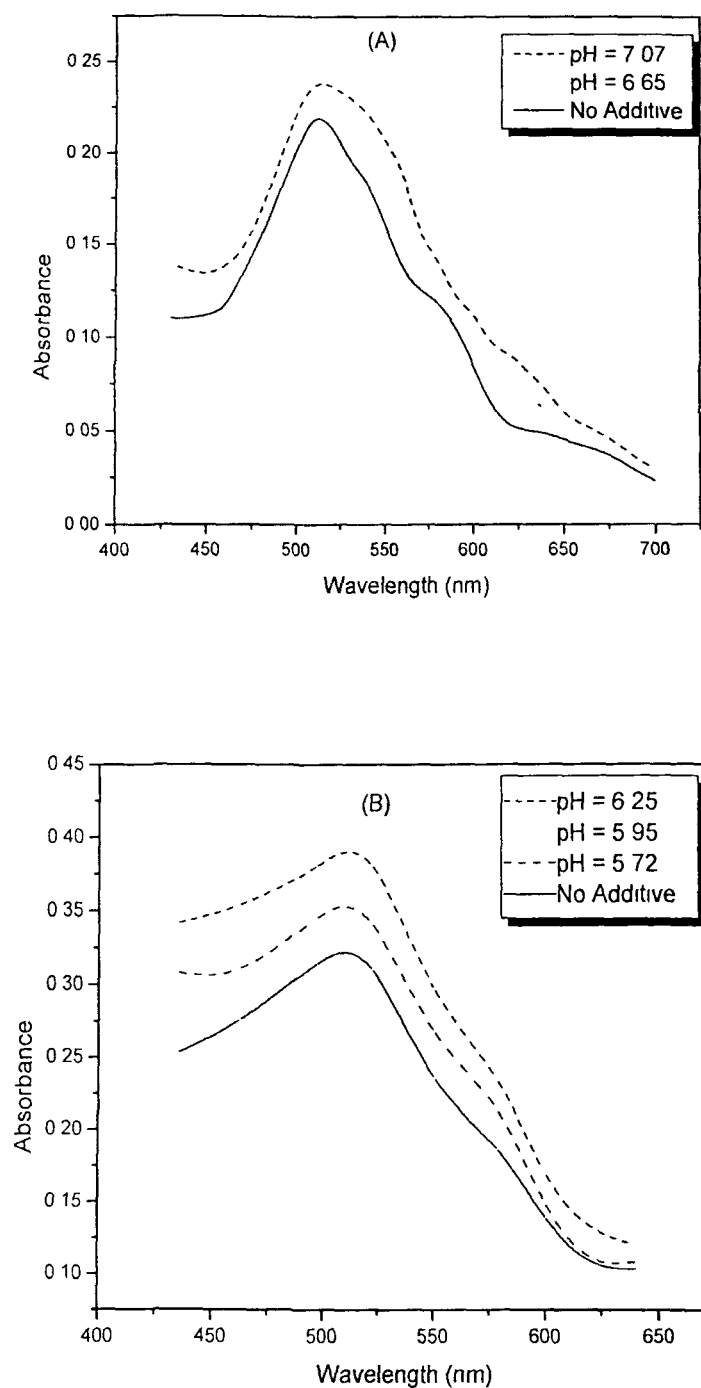 (A)
pH = 7 07
pH = 6 65
No Additive
0 25
0 20
0 15
0 10
0 05
0 00
Absorbance
400 450 500 550 600 650 700
Wavelength (nm)
(B)
pH = 6 25
pH = 5 95
pH = 5 72
No Additive
0 45
0 40
0 35
0 30
0 25
0 20
0 15
0 10
Absorbance
400 450 500 550 600 650
Wavelength (nm)